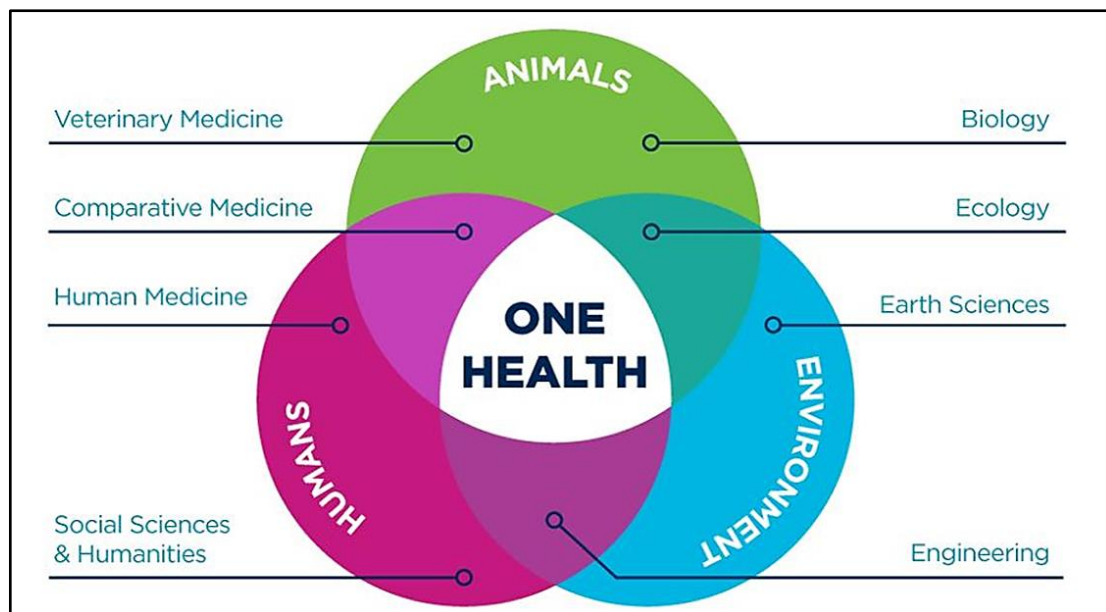 ANIMALS
Veterinary Medicine
Biology
Comparative Medicine
Ecology
Human Medicine
Earth Sciences
ONE
HEALTH
HUMANS
ENVIRONMENT
Social Sciences
& Humanities
Engineering